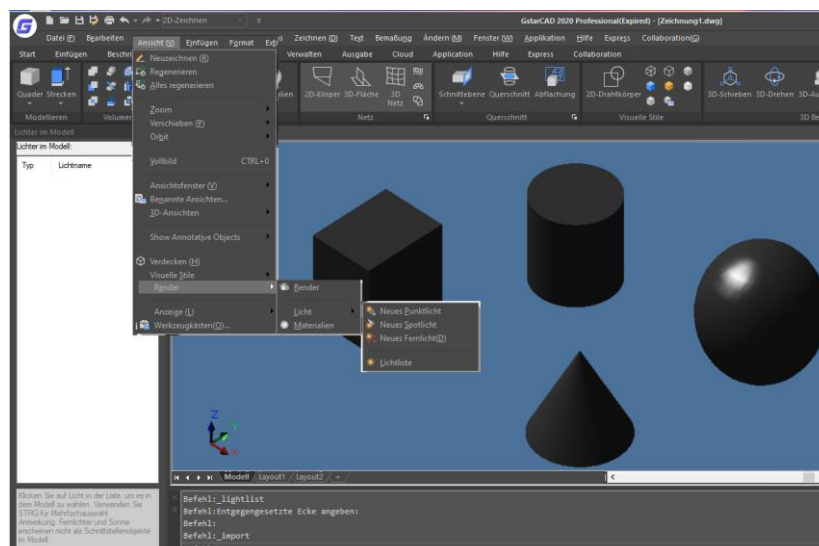 2D-Zeichnen
GstarCAD 2020 Professional(Expired) - [Zeichnung1.dwg]
Datei (F) Bearbeiten Ansicht (V) Einfügen Format Zeichnen (D) Text Bemaßung Ändern (M) Fenster (W) Applikation Hilfe Express Collaboration(G)
Start Einfügen Verwalten Ausgabe Cloud Application Hilfe Express Collaboration
Quader Strecken 2D-Körper 3D-Fläche 3D Netz Schnittebene Querschnitt Abflachung 2D-Drahtkörper 3D-Schieben 3D-Drehen
Modellieren Netz Querschnitt Visuelle Stile
Lichter im Modell
Lichter im Modell:
Typ Lichtname
Neuzeichnen (R)
Regenerieren
Alles regenerieren
Zoom
Verschieben (P)
Orbit
Vollbild CTRL+0
Ansichtsfenster (V)
Benannte Ansichten...
3D-Ansichten
Show Annotative Objects
Verdecken (H)
Visuelle Stile
Render
Anzeige (L)
Werkzeugkästen(O)...
Render
Licht
Materialien
Neues Punktlicht
Neues Spotlicht
Neues Fernlicht(D)
Lichtliste
Z
Y
X
Modell Layout1 Layout2 +
Klicken Sie auf Licht in der Liste, um es in
dem Modell zu wählen. Verwenden Sie
STRG für Mehrfachauswahl.
Anmerkung: Fernlichter und Sonne
erscheinen nicht als Schnittstellenobjekte
im Modell.
Befehl:_lightlist
Befehl:Entgegengesetzte Ecke angeben:
Befehl:
Befehl:_import